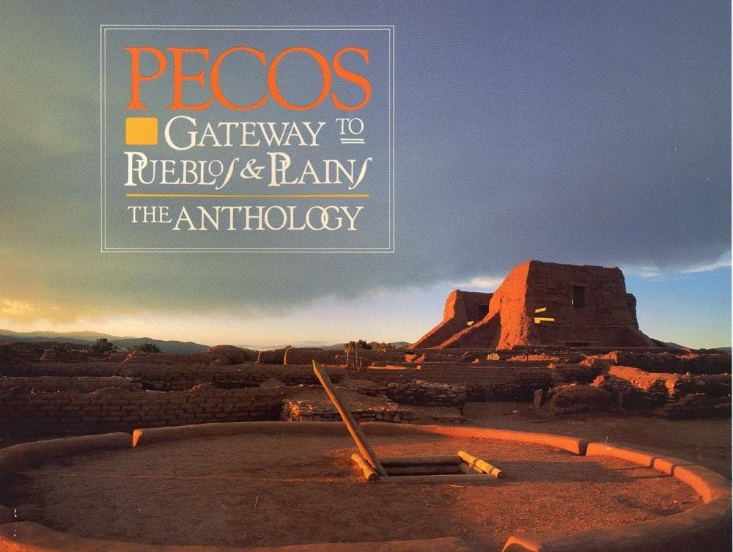 PECOS
GATEWAY TO
PUEBLOS & PLAINS
THE ANTHOLOGY